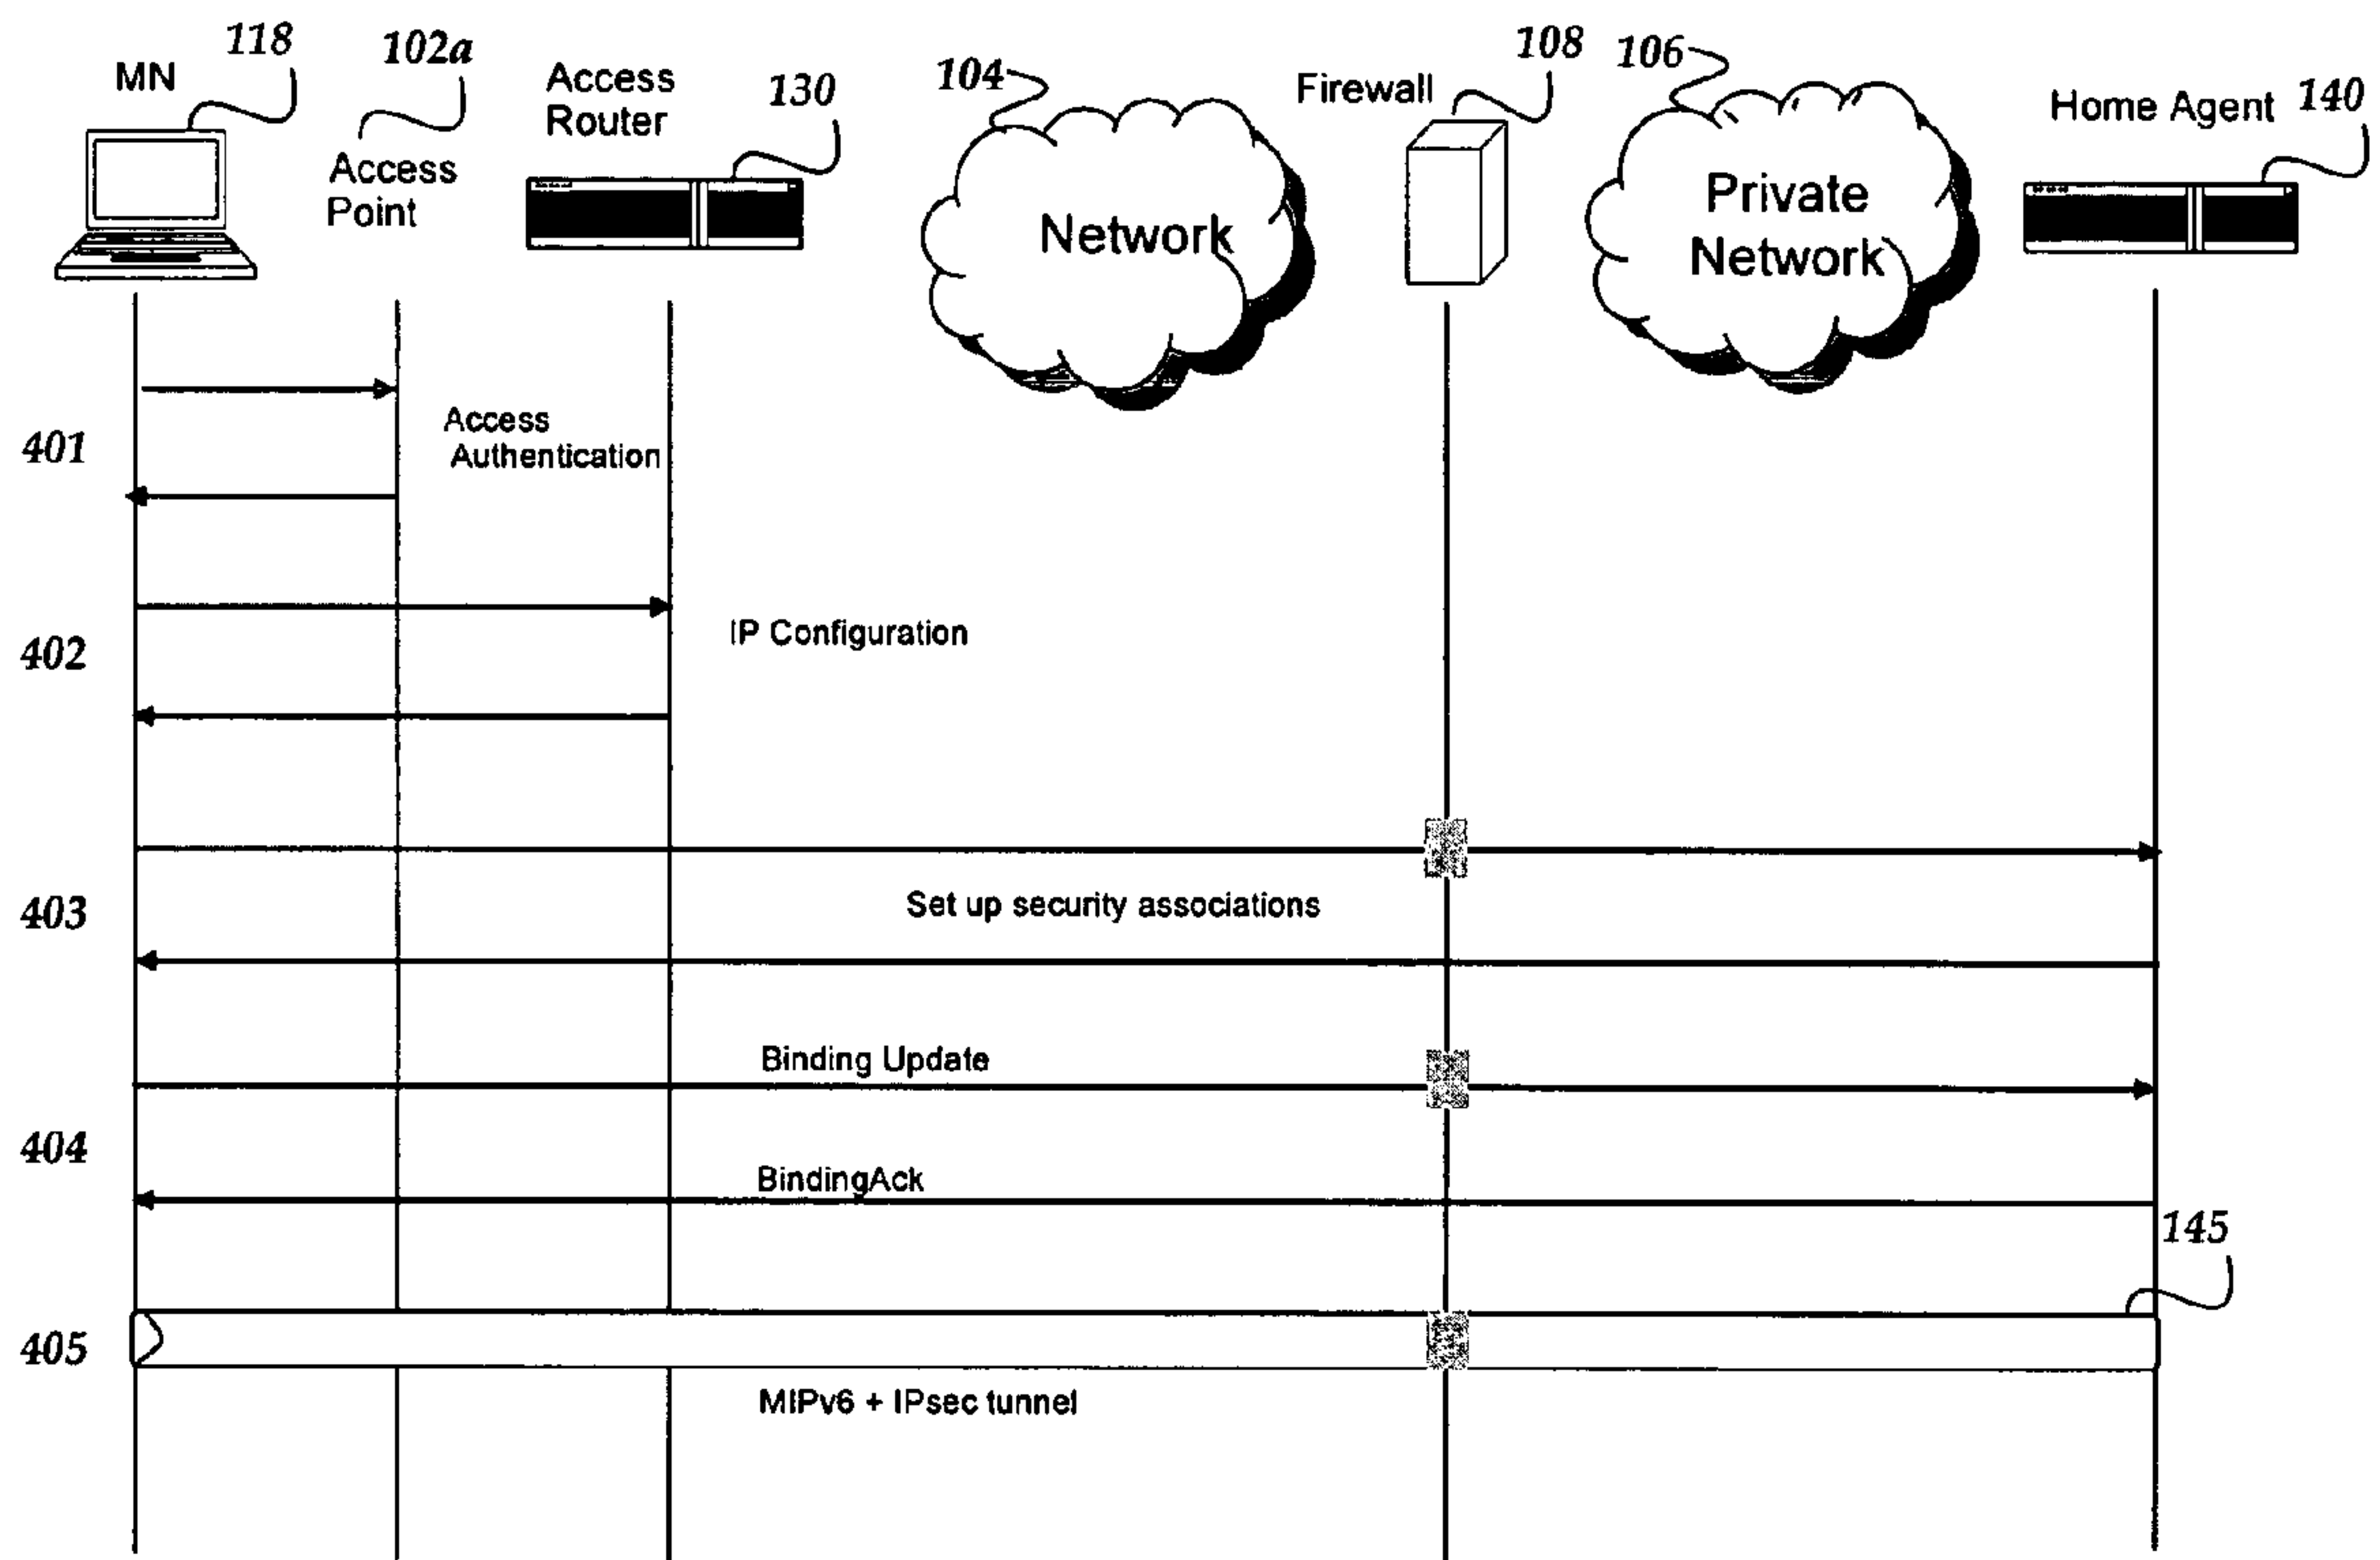 MN
118
102a
Access
Point
Access
Router
130
104
Network
Firewall
108
106
Private
Network
Home Agent
140
401
Access
Authentication
402
IP Configuration
403
Set up security associations
Binding Update
404
BindingAck
145
405
MIPv6 + IPsec tunnel